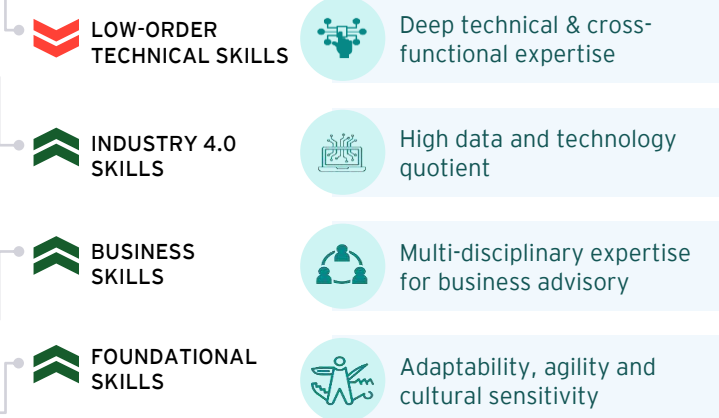 LOW-ORDER
TECHNICAL SKILLS
Deep technical & cross-
functional expertise
INDUSTRY 4.0
SKILLS
High data and technology
quotient
BUSINESS
SKILLS
Multi-disciplinary expertise
for business advisory
FOUNDATIONAL
SKILLS
Adaptability, agility and
cultural sensitivity